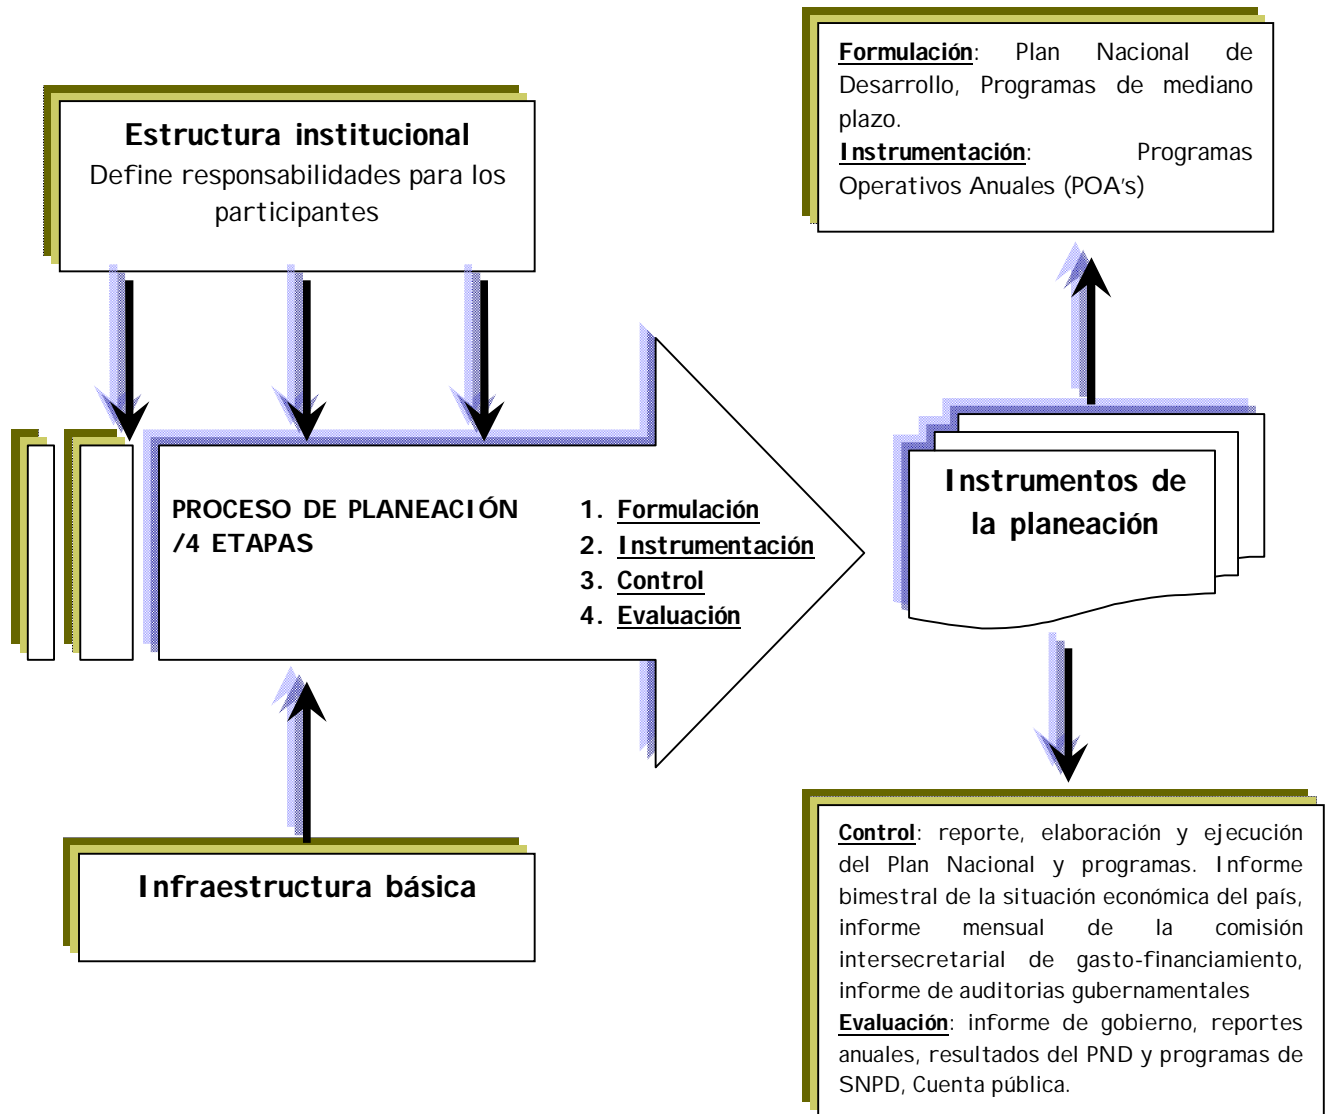 Estructura institucional
Define responsabilidades para los
participantes
Formulación: Plan Nacional de
Desarrollo, Programas de mediano
plazo.
Instrumentación: Programas
Operativos Anuales (POA's)
PROCESO DE PLANEACIÓN
/4 ETAPAS
1. Formulación
2. Instrumentación
3. Control
4. Evaluación
Instrumentos de
la planeación
Infraestructura básica
Control: reporte, elaboración y ejecución
del Plan Nacional y programas. Informe
bimestral de la situación económica del país,
informe mensual de la comisión
intersecretarial de gasto-financiamiento,
informe de auditorias gubernamentales
Evaluación: informe de gobierno, reportes
anuales, resultados del PND y programas de
SNPD, Cuenta pública.